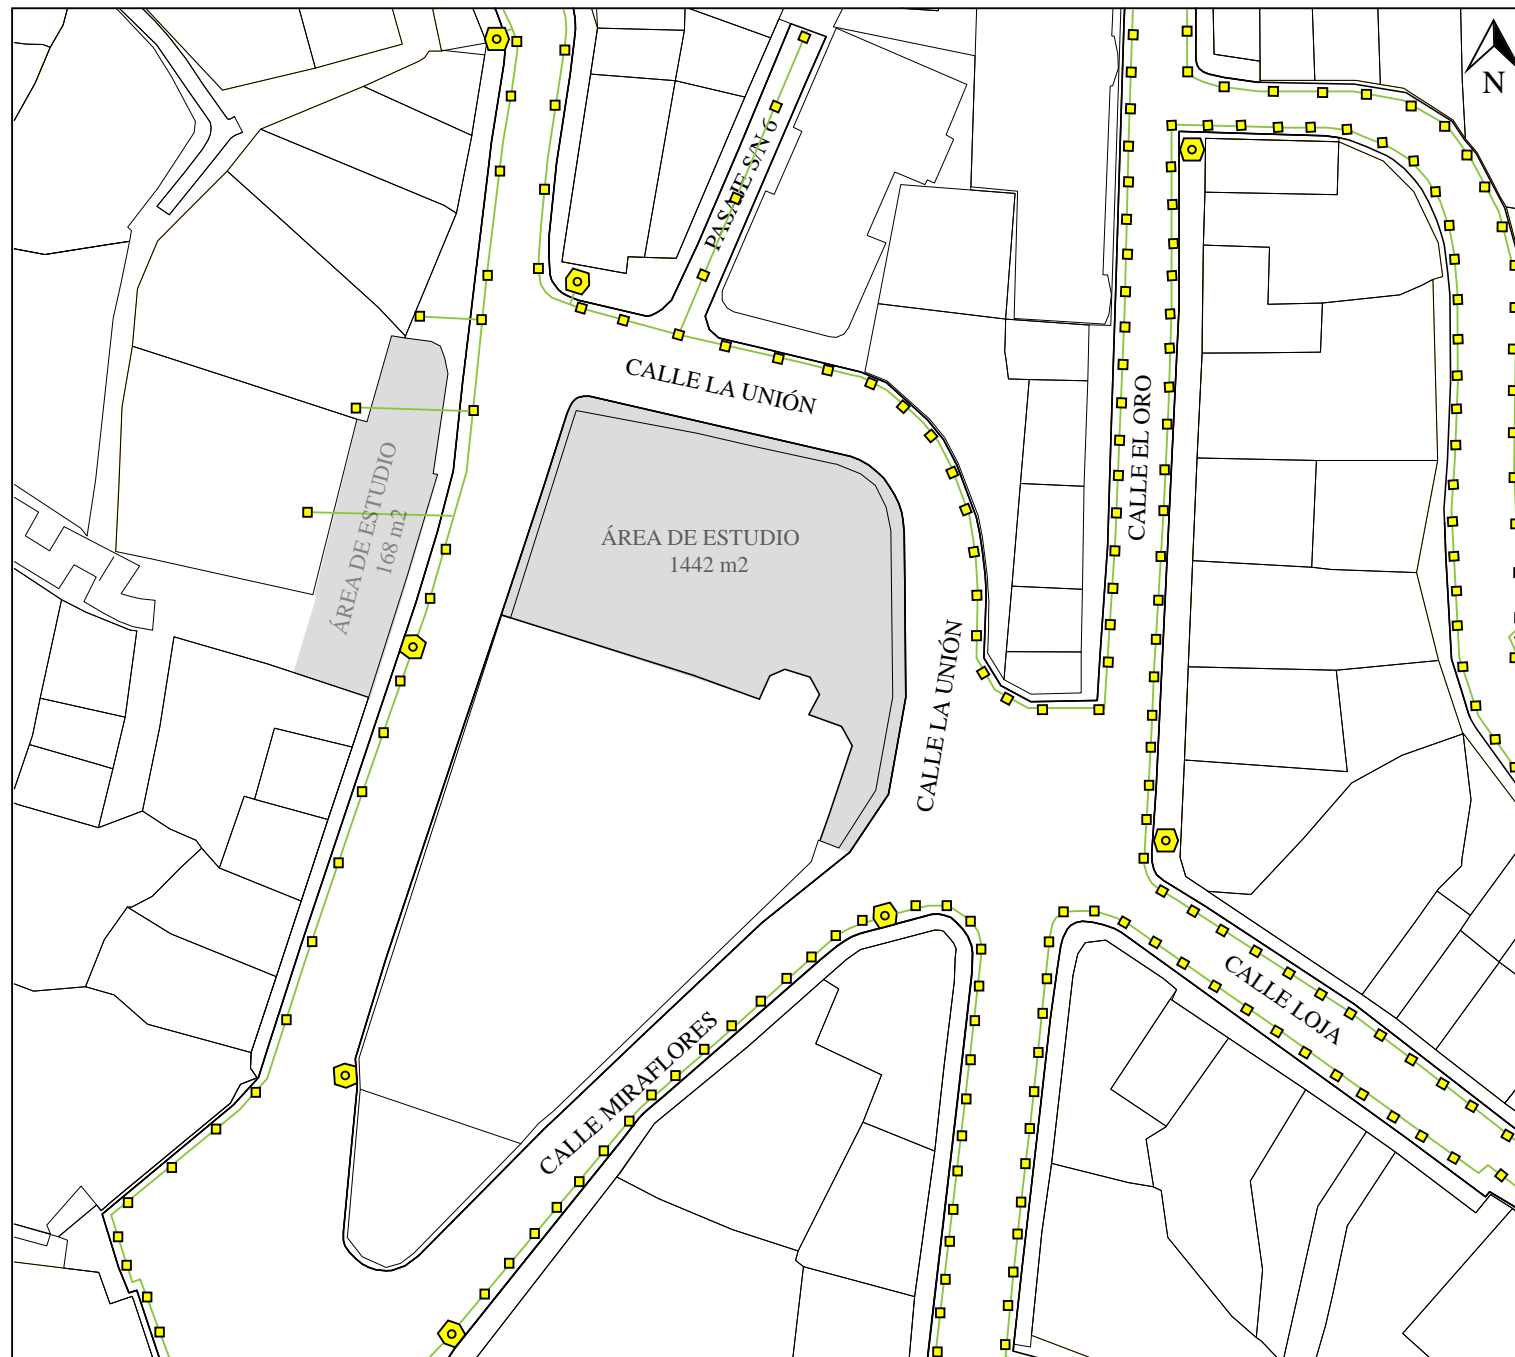 N
PASAJE S/N 6
CALLE LA UNIÓN
CALLE EL ORO
ÁREA DE ESTUDIO
168 m2
ÁREA DE ESTUDIO
1442 m2
CALLE LA UNIÓN
CALLE LOJA
CALLE MIRAFLORES